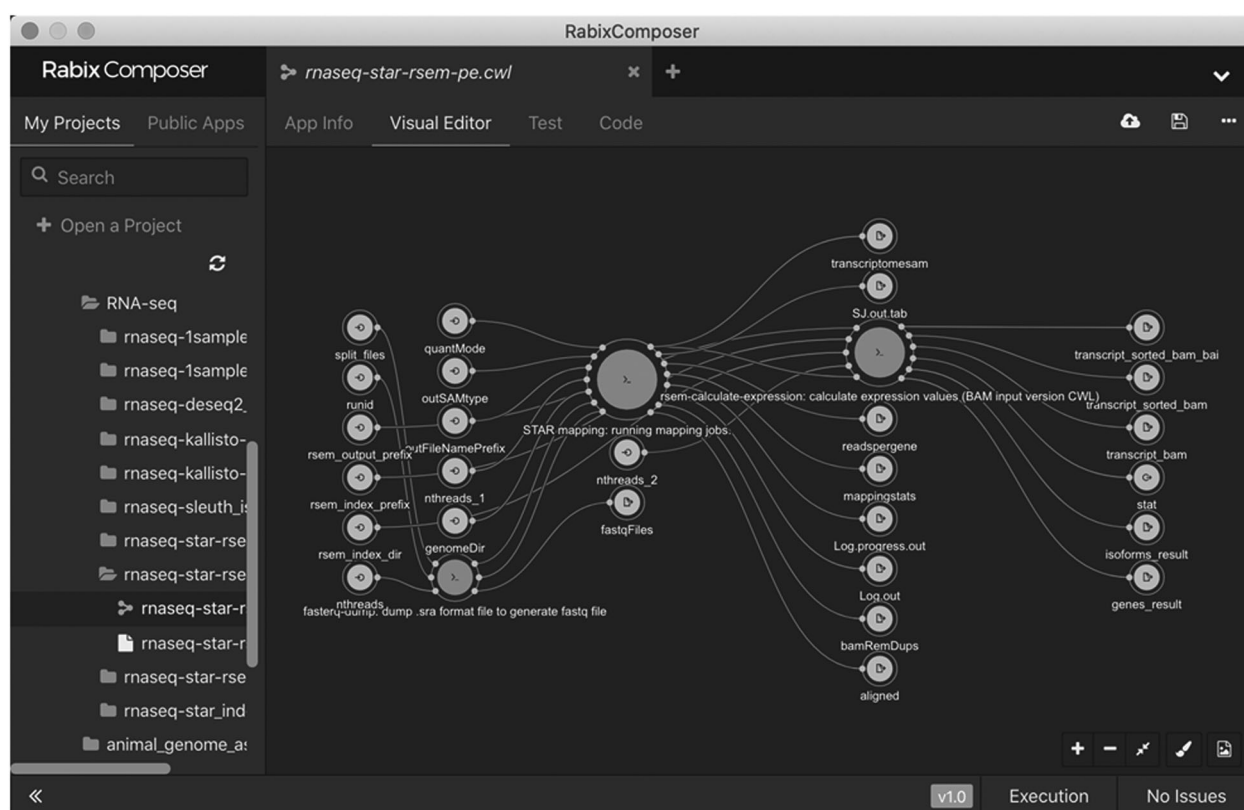 RabixComposer
Rabix Composer
rnaseq-star-rsem-pe.cwl
My Projects
Public Apps
App Info
Visual Editor
Test
Code
Search
Open a Project
RNA-seq
rnaseq-1sample
rnaseq-1sample
rnaseq-deseq2_
rnaseq-kallisto-
rnaseq-kallisto-
rnaseq-sleuth_is
rnaseq-star-rse
rnaseq-star-rse
rnaseq-star-r
rnaseq-star-r
rnaseq-star-rse
rnaseq-star_ind
animal_genome_as
split_files
runid
rsem_output_prefix
rsem_index_prefix
rsem_index_dir
nthreads
quantMode
outSAMtype
outFileNamePrefix
nthreads_1
genomeDir
fasterq-dump: dump .sra format file to generate fastq file
STAR mapping: running mapping jobs.
nthreads_2
fastqFiles
transcriptomesam
SJ.out.tab
rsem-calculate-expression: calculate expression values (BAM input version CWL)
readspergene
mappingstats
Log.progress.out
Log.out
bamRemDups
aligned
transcript_sorted_bam_bai
transcript_sorted_bam
transcript_bam
stat
isoforms_result
genes_result
v1.0
Execution
No Issues